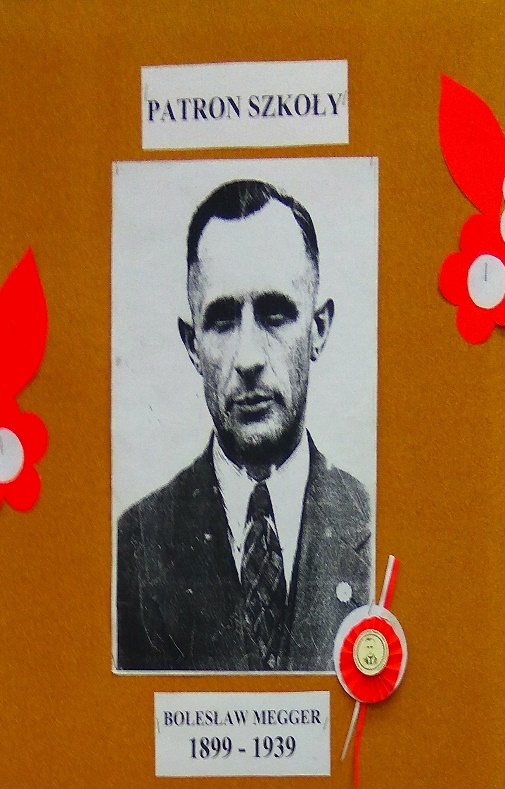 PATRON SZKOŁY
BOLESŁAW MEGGER
1899 - 1939